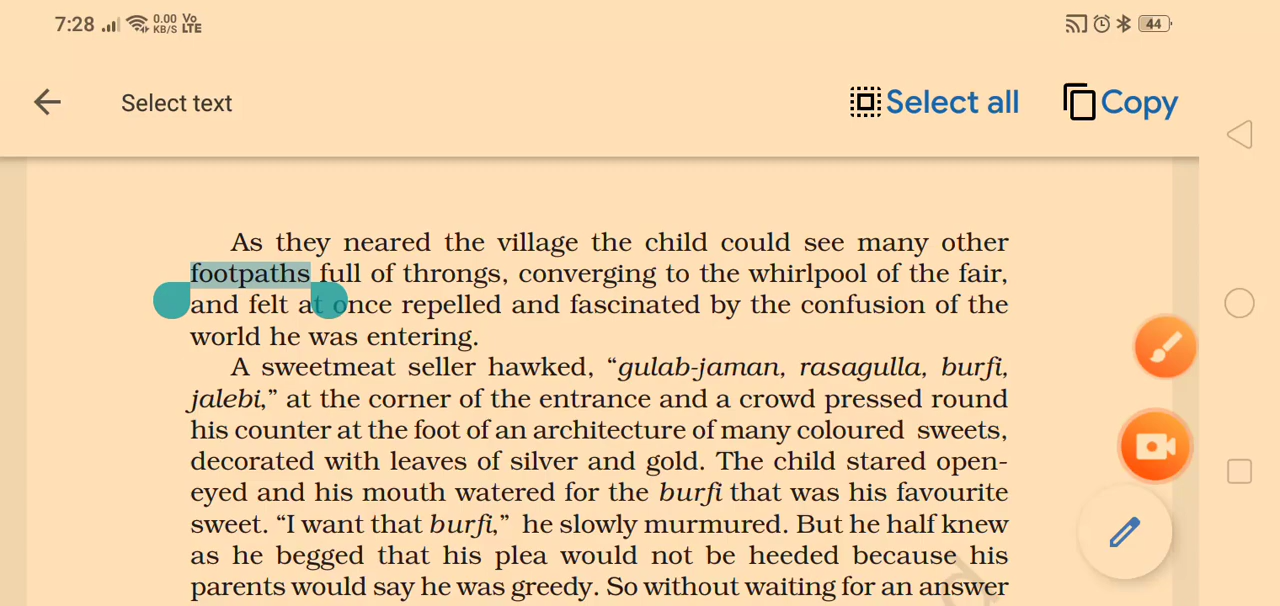 7:28 0.00 KB/S Vo LTE 44
Select text Select all Copy
As they neared the village the child could see many other
footpaths full of throngs, converging to the whirlpool of the fair,
and felt at once repelled and fascinated by the confusion of the
world he was entering.
A sweetmeat seller hawked, “gulab-jaman, rasagulla, burfi,
jalebi,” at the corner of the entrance and a crowd pressed round
his counter at the foot of an architecture of many coloured sweets,
decorated with leaves of silver and gold. The child stared open-
eyed and his mouth watered for the burfi that was his favourite
sweet. “I want that burfi,” he slowly murmured. But he half knew
as he begged that his plea would not be heeded because his
parents would say he was greedy. So without waiting for an answer